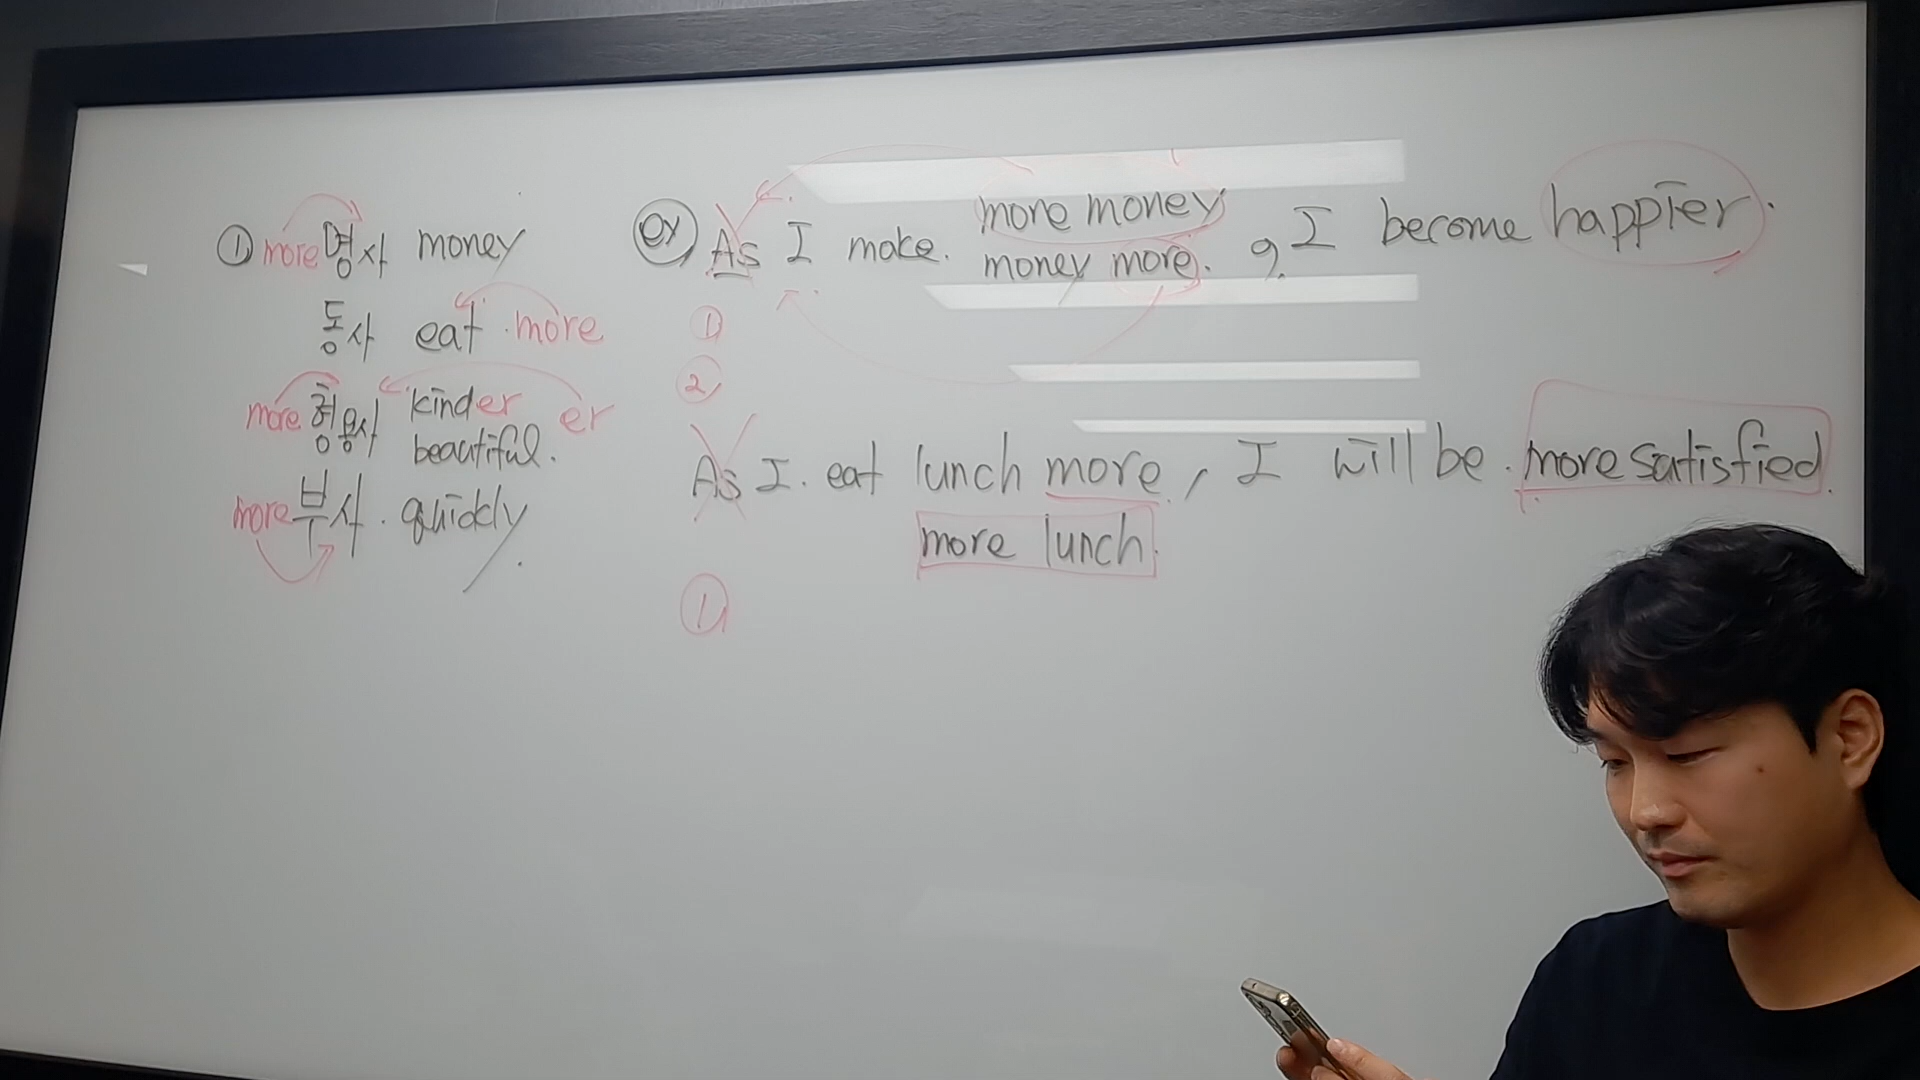 ① more 명사 money
동사 eat more
more 형용사 kinder er
beautiful.
more 부사. quickly
ex As I make. more money
money more. , I become happier.
①
②
As I. eat lunch more, I will be. more satisfied.
more lunch.
①